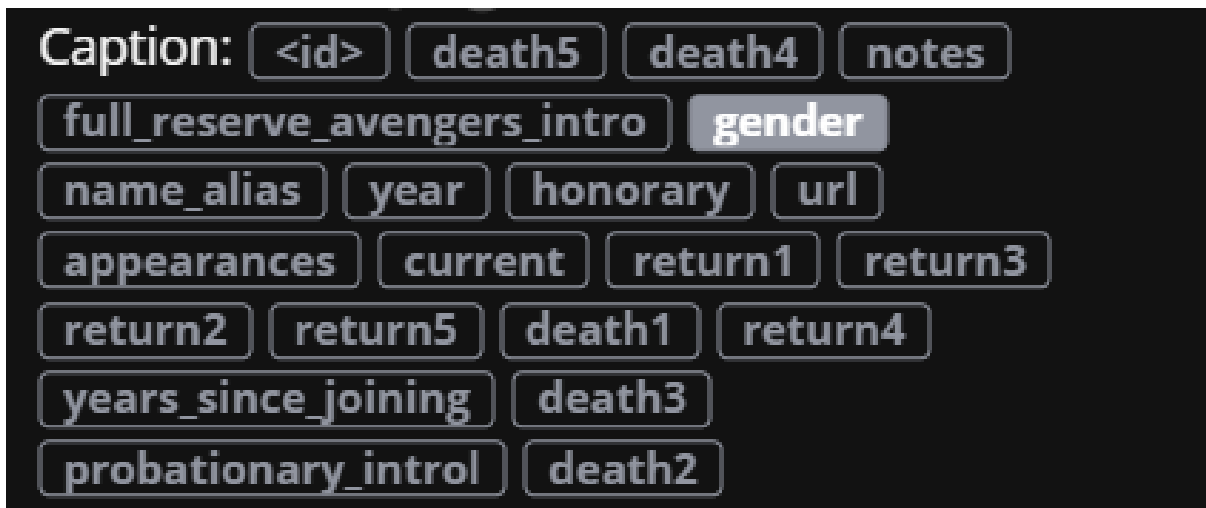 Caption: <id> death5 death4 notes
full_reserve_avengers_intro gender
name_alias year honorary url
appearances current return1 return3
return2 return5 death1 return4
years_since_joining death3
probationary_introl death2